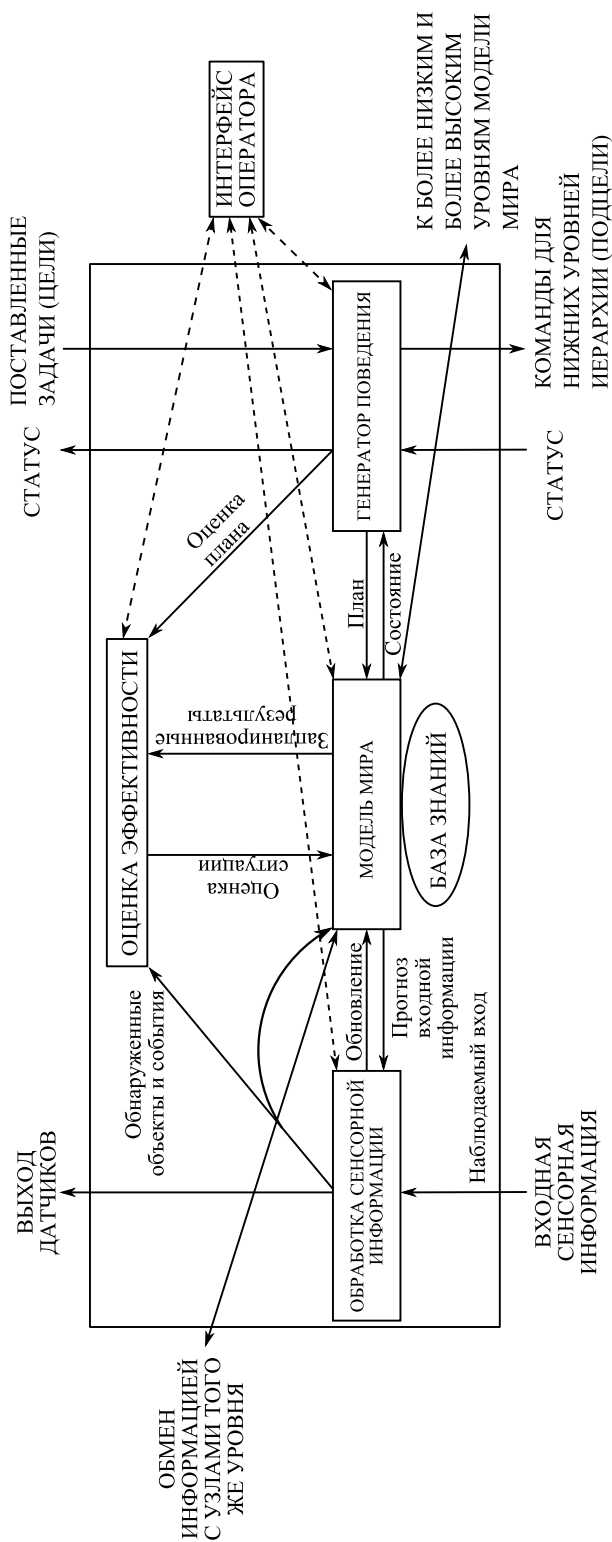 ВЫХОД
ДАТЧИКОВ
СТАТУС
ПОСТАВЛЕННЫЕ
ЗАДАЧИ (ЦЕЛИ)
ОЦЕНКА ЭФФЕКТИВНОСТИ
Обнаруженные
объекты и события
Оценка
ситуации
Запланированные
результаты
Оценка
плана
ИНТЕРФЕЙС
ОПЕРАТОРА
ОБМЕН
ИНФОРМАЦИЕЙ
С УЗЛАМИ ТОГО
ЖЕ УРОВНЯ
ОБРАБОТКА СЕНСОРНОЙ
ИНФОРМАЦИИ
Обновление
Прогноз
входной
информации
МОДЕЛЬ МИРА
План
Состояние
ГЕНЕРАТОР ПОВЕДЕНИЯ
БАЗА ЗНАНИЙ
Наблюдаемый вход
К БОЛЕЕ НИЗКИМ И
БОЛЕЕ ВЫСОКИМ
УРОВНЯМ МОДЕЛИ
МИРА
ВХОДНАЯ
СЕНСОРНАЯ
ИНФОРМАЦИЯ
СТАТУС
КОМАНДЫ ДЛЯ
НИЖНИХ УРОВНЕЙ
ИЕРАРХИИ (ПОДЦЕЛИ)